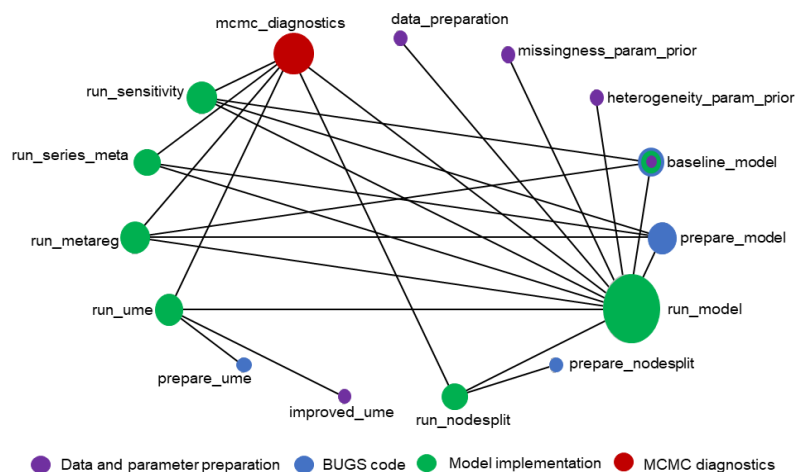 mcmc_diagnostics
data_preparation
missingness_param_prior
run_sensitivity
heterogeneity_param_prior
run_series_meta
baseline_model
run_metareg
prepare_model
run_ume
run_model
prepare_ume
prepare_nodesplit
improved_ume
run_nodesplit
Data and parameter preparation
BUGS code
Model implementation
MCMC diagnostics